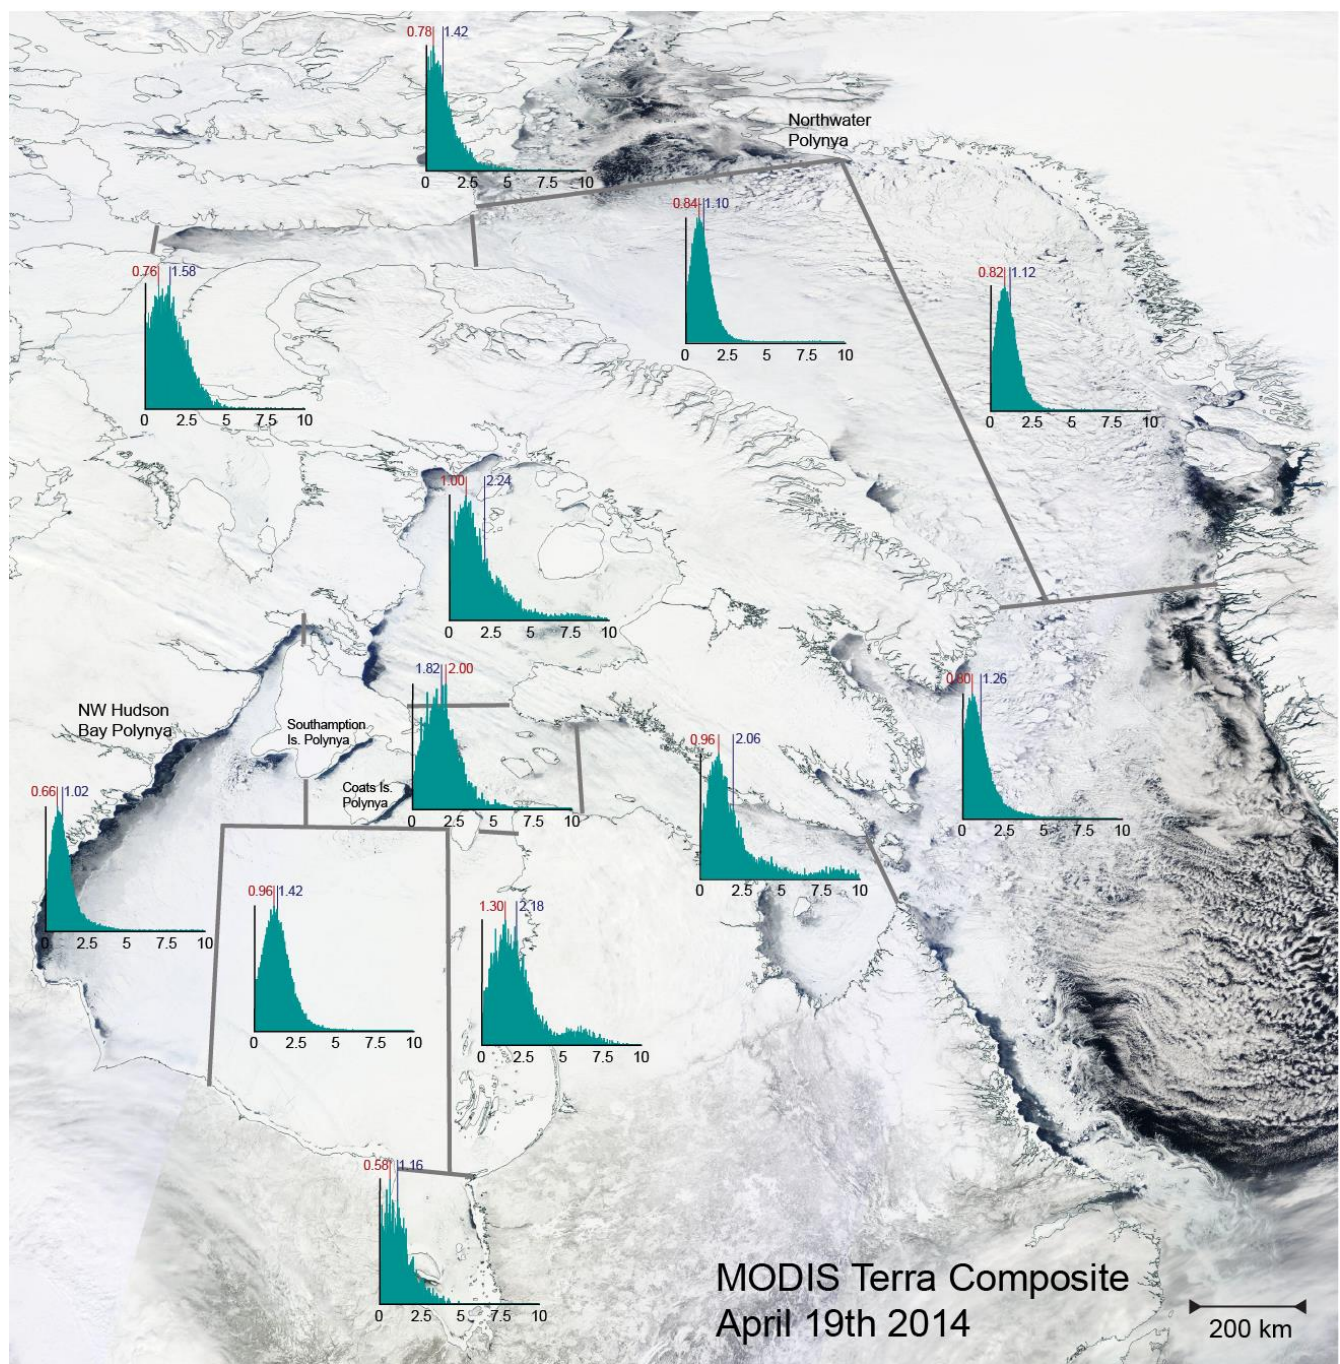 0.78 1.42
0 2.5 5 7.5 10
Northwater
Polynya
0.84 1.10
0 2.5 5 7.5 10
0.76 1.58
0 2.5 5 7.5 10
0.82 1.12
0 2.5 5 7.5 10
1.00 2.24
0 2.5 5 7.5 10
1.82 2.00
0 2.5 5 7.5 10
NW Hudson
Bay Polynya
Southamption
Is. Polynya
Coats Is.
Polynya
0.96 2.06
0 2.5 5 7.5 10
1.26
0 2.5 5 7.5 10
0.66 1.02
0 2.5 5 7.5 10
0.96 1.42
0 2.5 5 7.5 10
1.30 2.18
0 2.5 5 7.5 10
0.58 1.16
0 2.5 5 7.5 10
MODIS Terra Composite
April 19th 2014
200 km